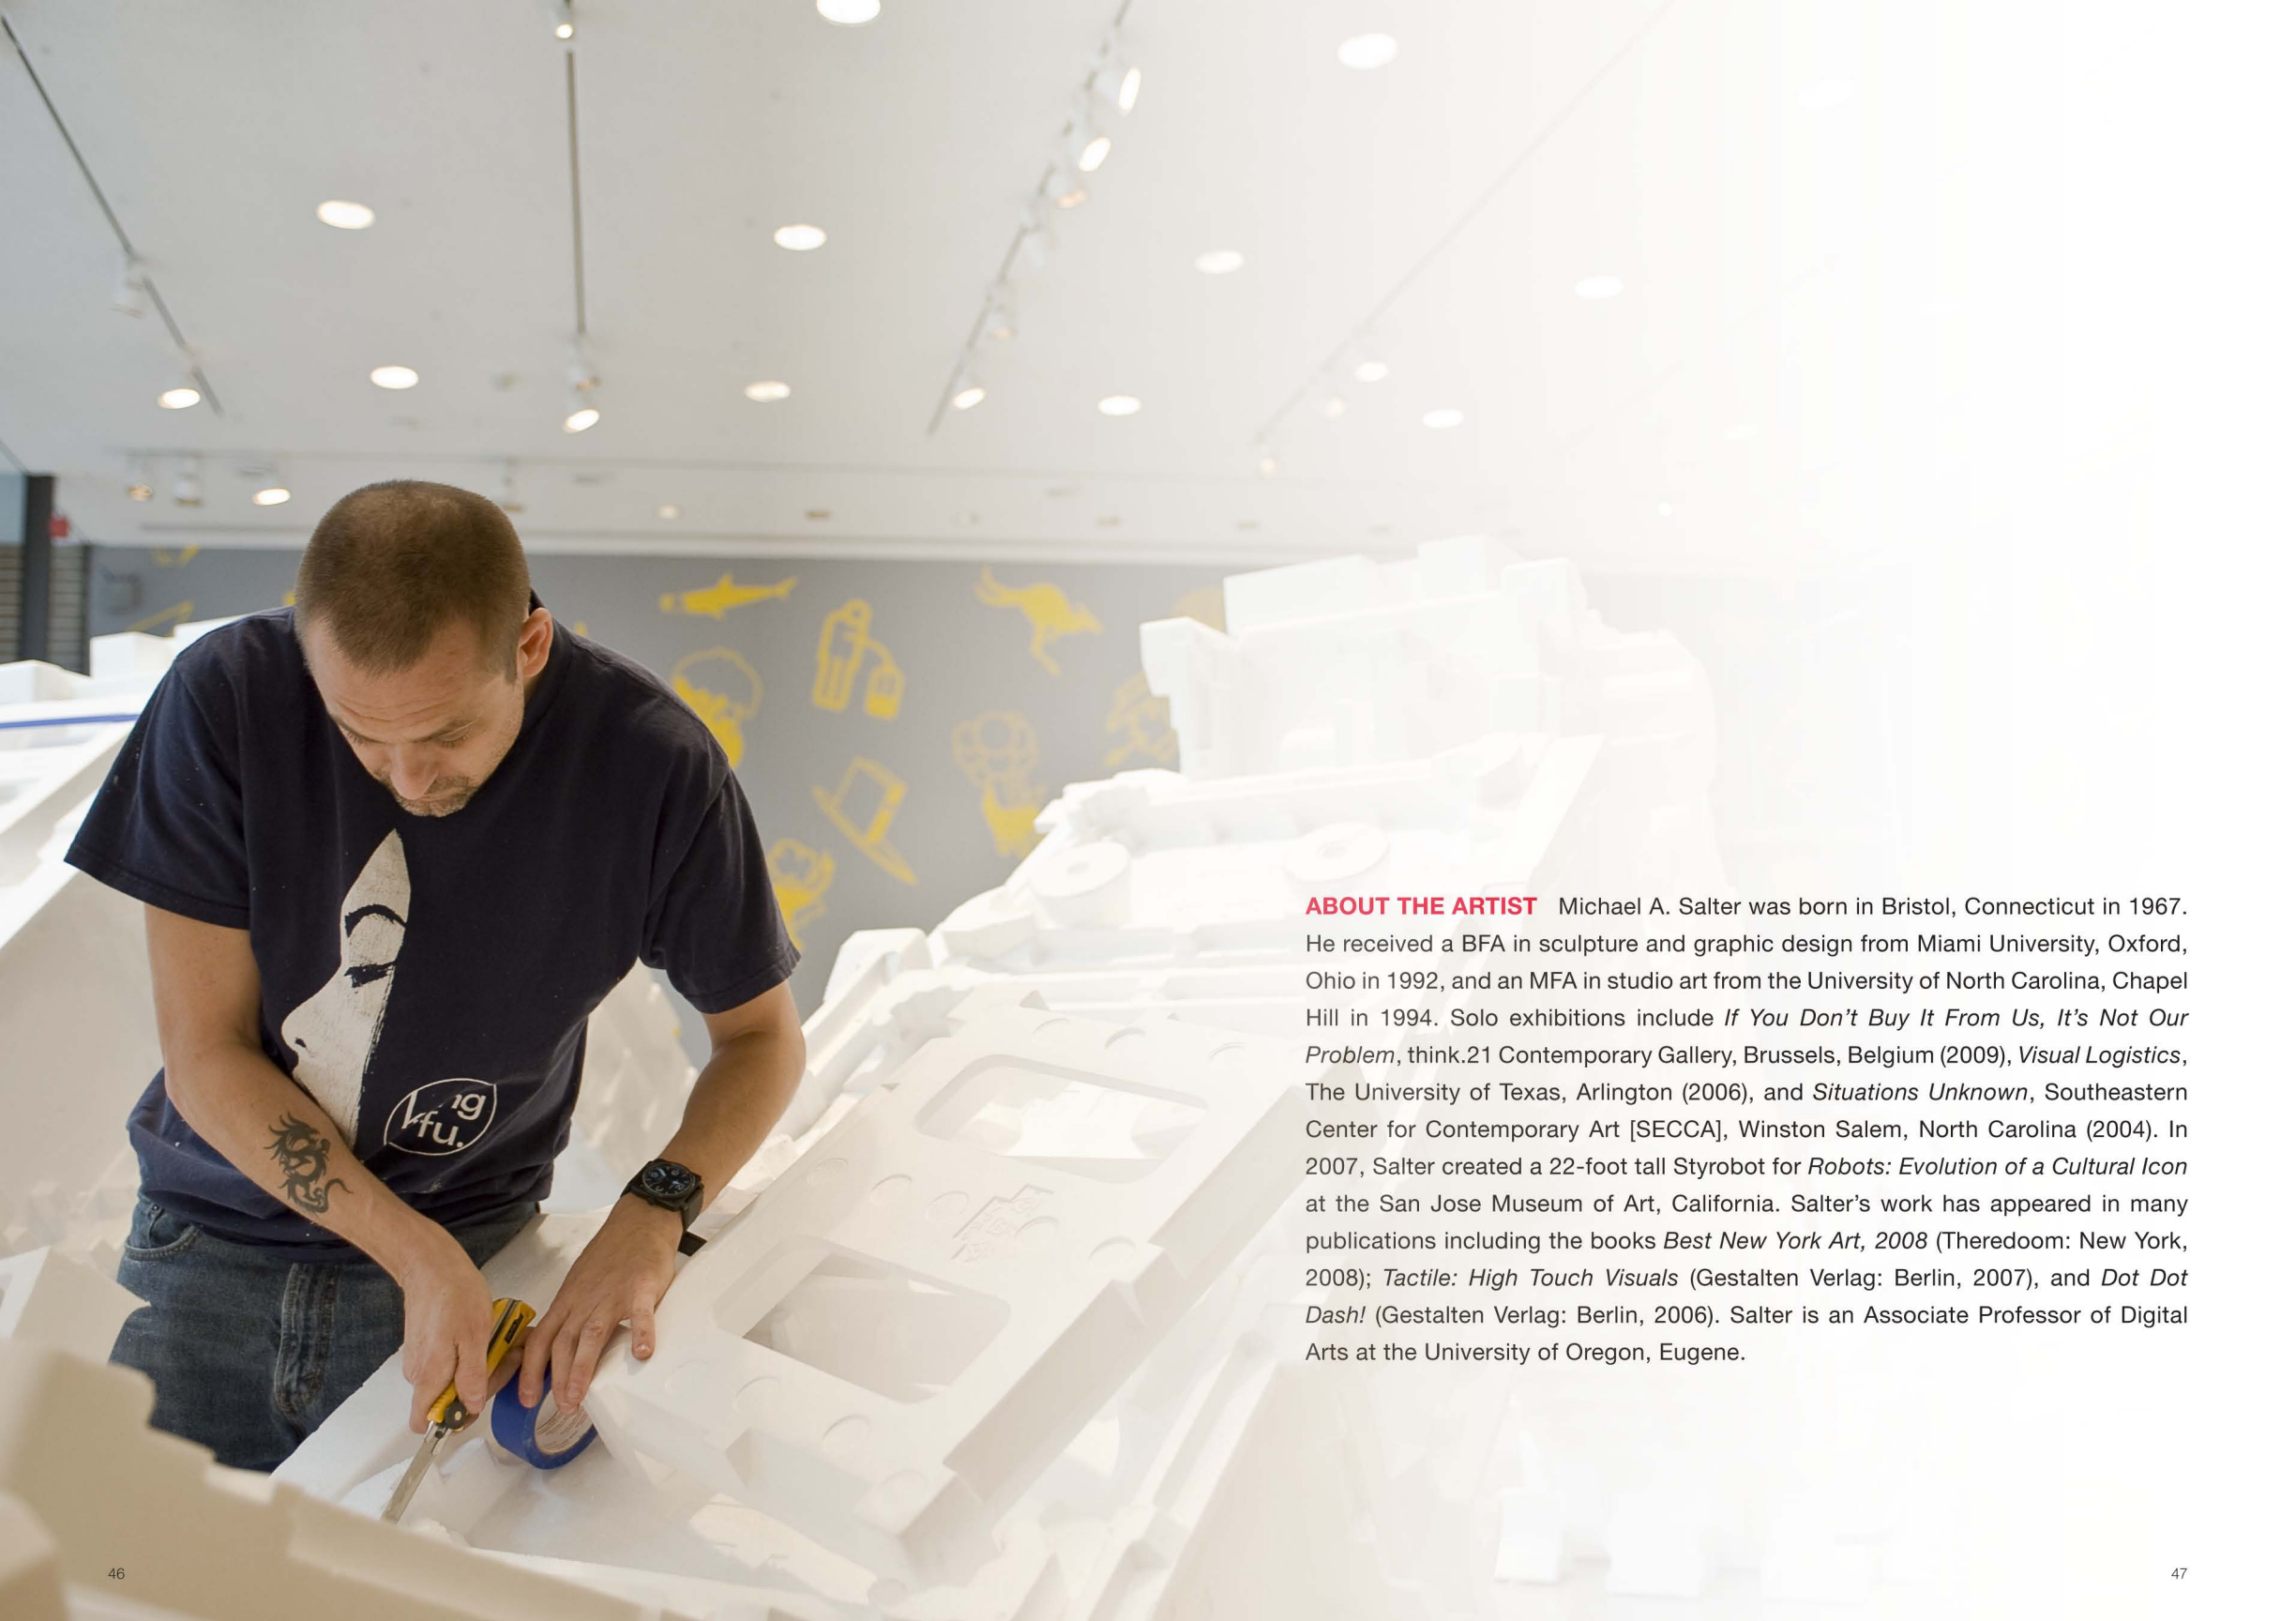 ng
fu.
ABOUT THE ARTIST Michael A. Salter was born in Bristol, Connecticut in 1967.
He received a BFA in sculpture and graphic design from Miami University, Oxford,
Ohio in 1992, and an MFA in studio art from the University of North Carolina, Chapel
Hill in 1994. Solo exhibitions include If You Don’t Buy It From Us, It’s Not Our
Problem, think.21 Contemporary Gallery, Brussels, Belgium (2009), Visual Logistics,
The University of Texas, Arlington (2006), and Situations Unknown, Southeastern
Center for Contemporary Art [SECCA], Winston Salem, North Carolina (2004). In
2007, Salter created a 22-foot tall Styrobot for Robots: Evolution of a Cultural Icon
at the San Jose Museum of Art, California. Salter’s work has appeared in many
publications including the books Best New York Art, 2008 (Theredoom: New York,
2008); Tactile: High Touch Visuals (Gestalten Verlag: Berlin, 2007), and Dot Dot
Dash! (Gestalten Verlag: Berlin, 2006). Salter is an Associate Professor of Digital
Arts at the University of Oregon, Eugene.
46
47